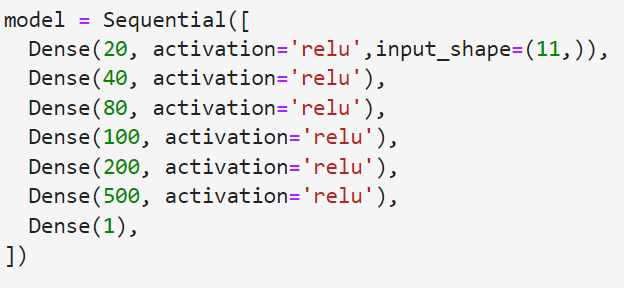 model = Sequential([
  Dense(20, activation='relu',input_shape=(11,)),
  Dense(40, activation='relu'),
  Dense(80, activation='relu'),
  Dense(100, activation='relu'),
  Dense(200, activation='relu'),
  Dense(500, activation='relu'),
  Dense(1),
])